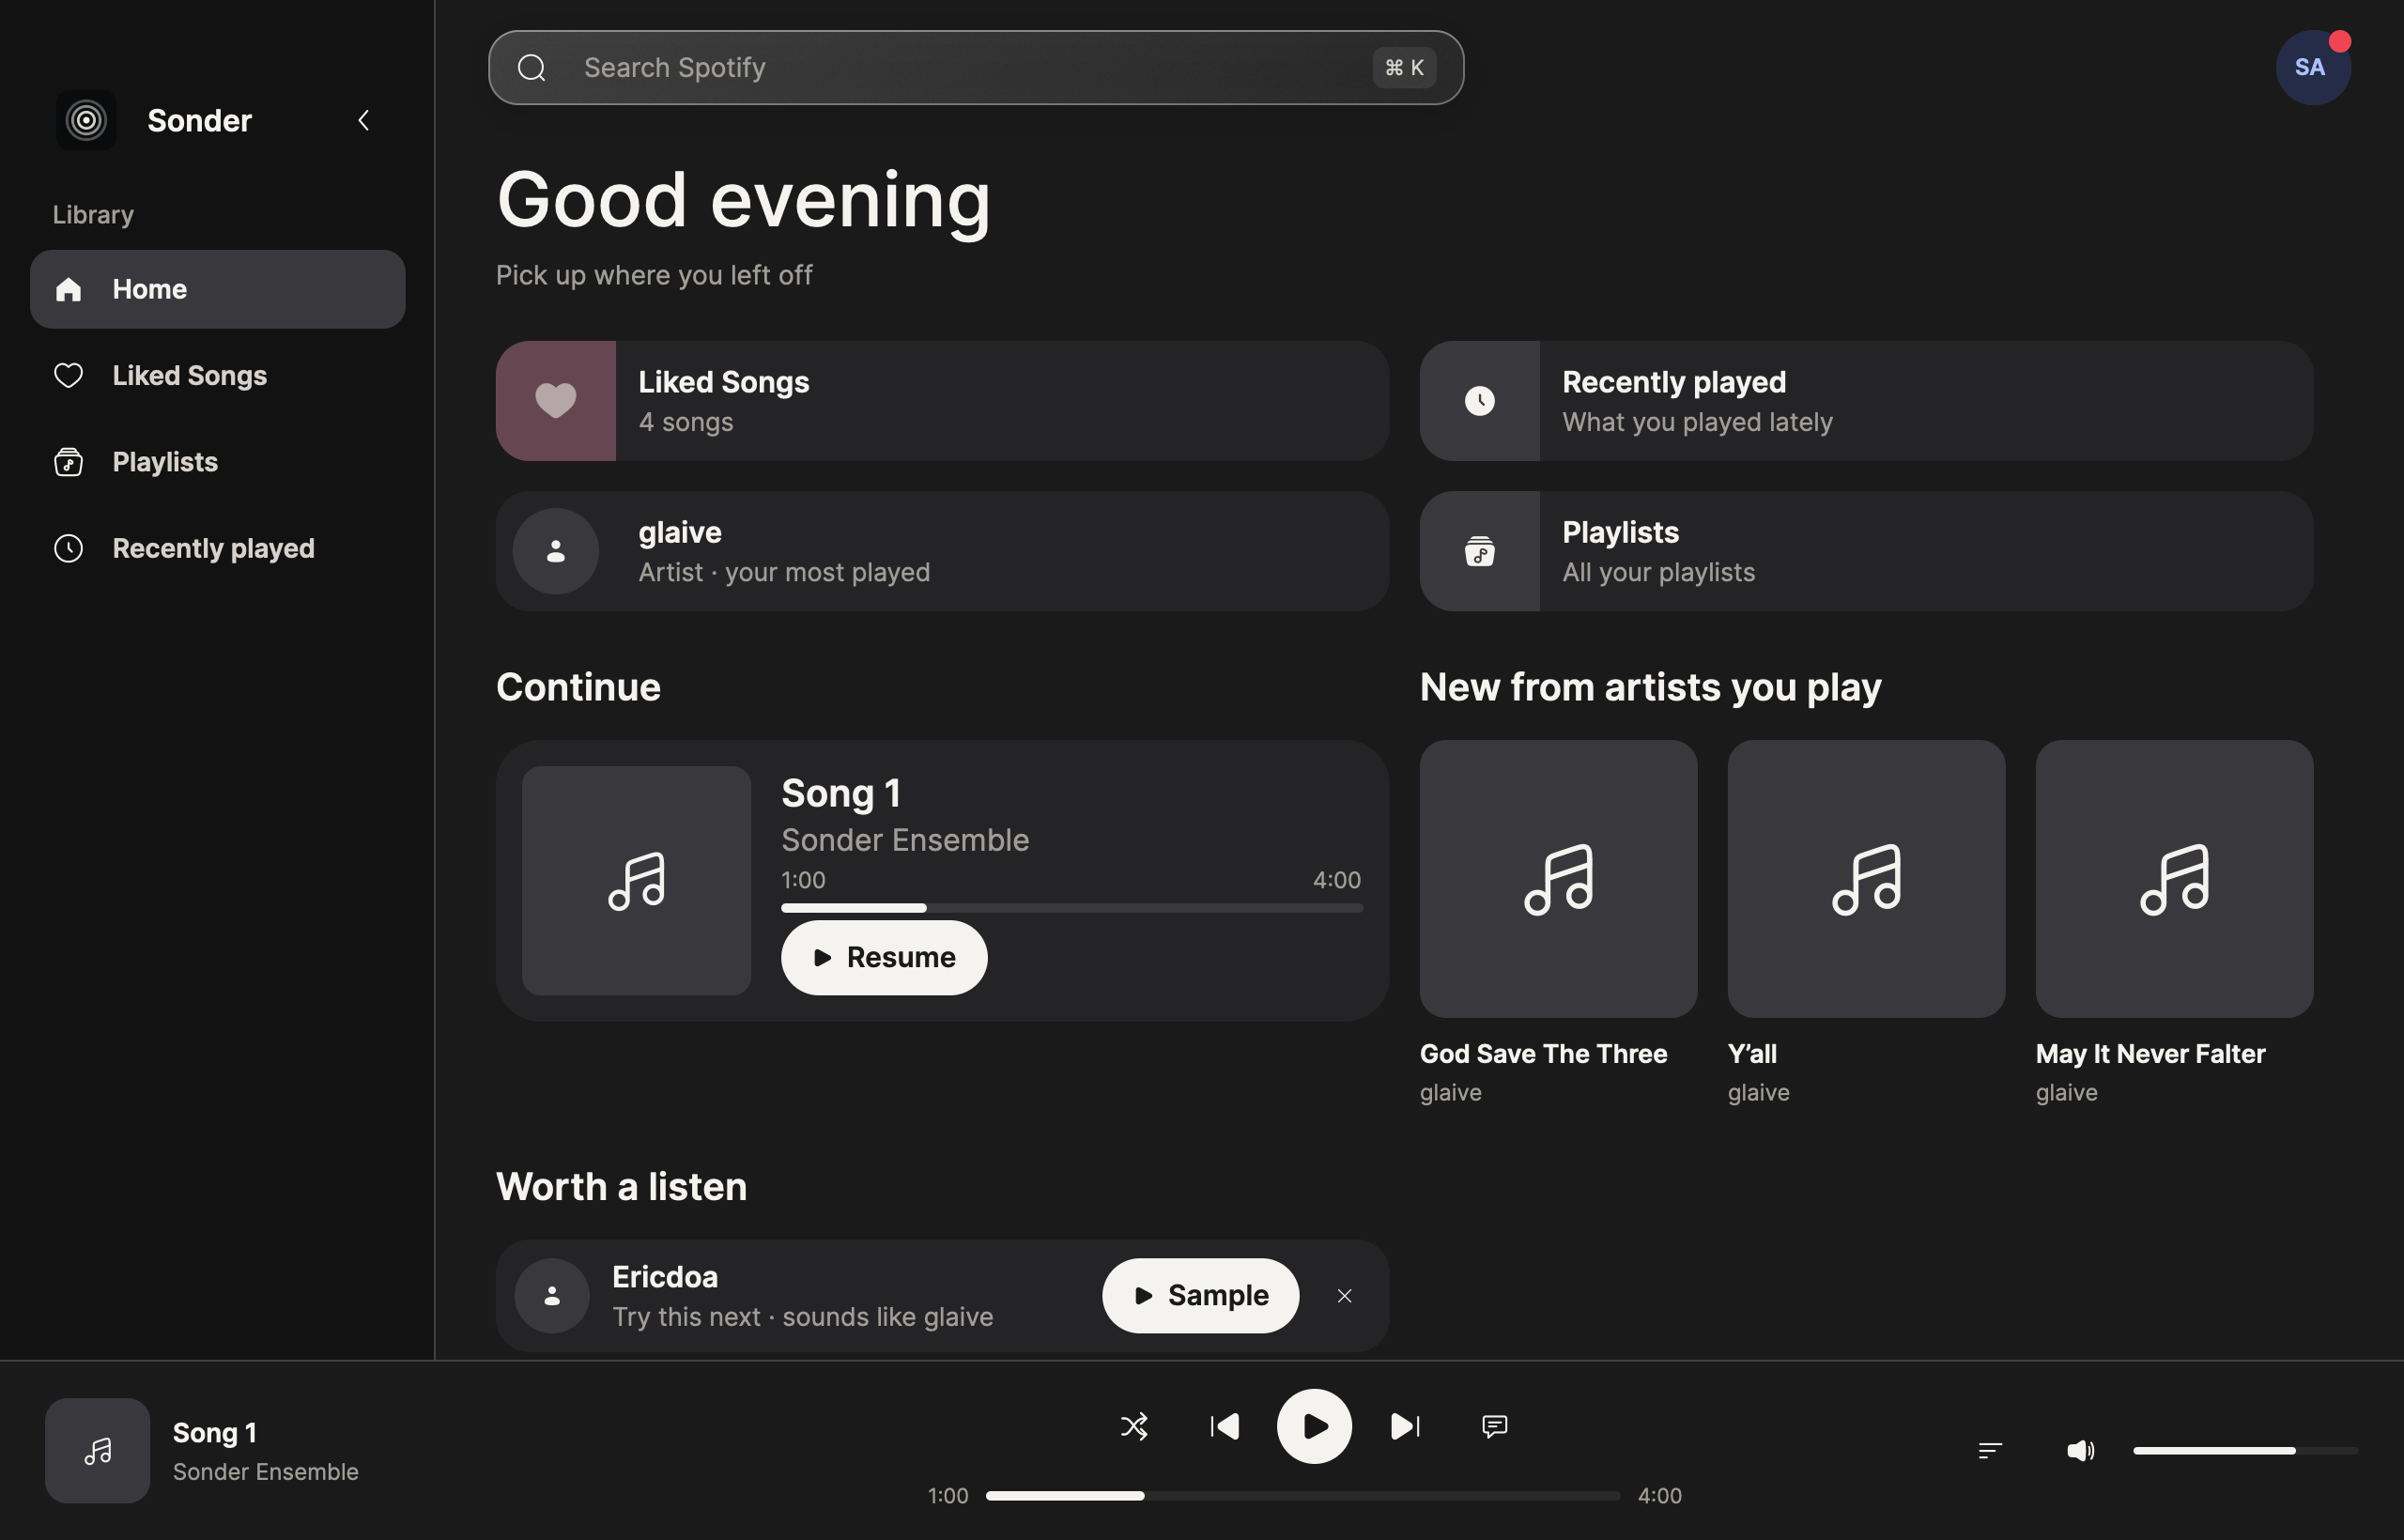 Sonder
Library
Home
Liked Songs
Playlists
Recently played
Search Spotify
⌘ K
SA
Good evening
Pick up where you left off
Liked Songs
4 songs
Recently played
What you played lately
glaive
Artist · your most played
Playlists
All your playlists
Continue
Song 1
Sonder Ensemble
1:00
4:00
Resume
New from artists you play
God Save The Three
glaive
Y’all
glaive
May It Never Falter
glaive
Worth a listen
Ericdoa
Try this next · sounds like glaive
Sample
Song 1
Sonder Ensemble
1:00
4:00